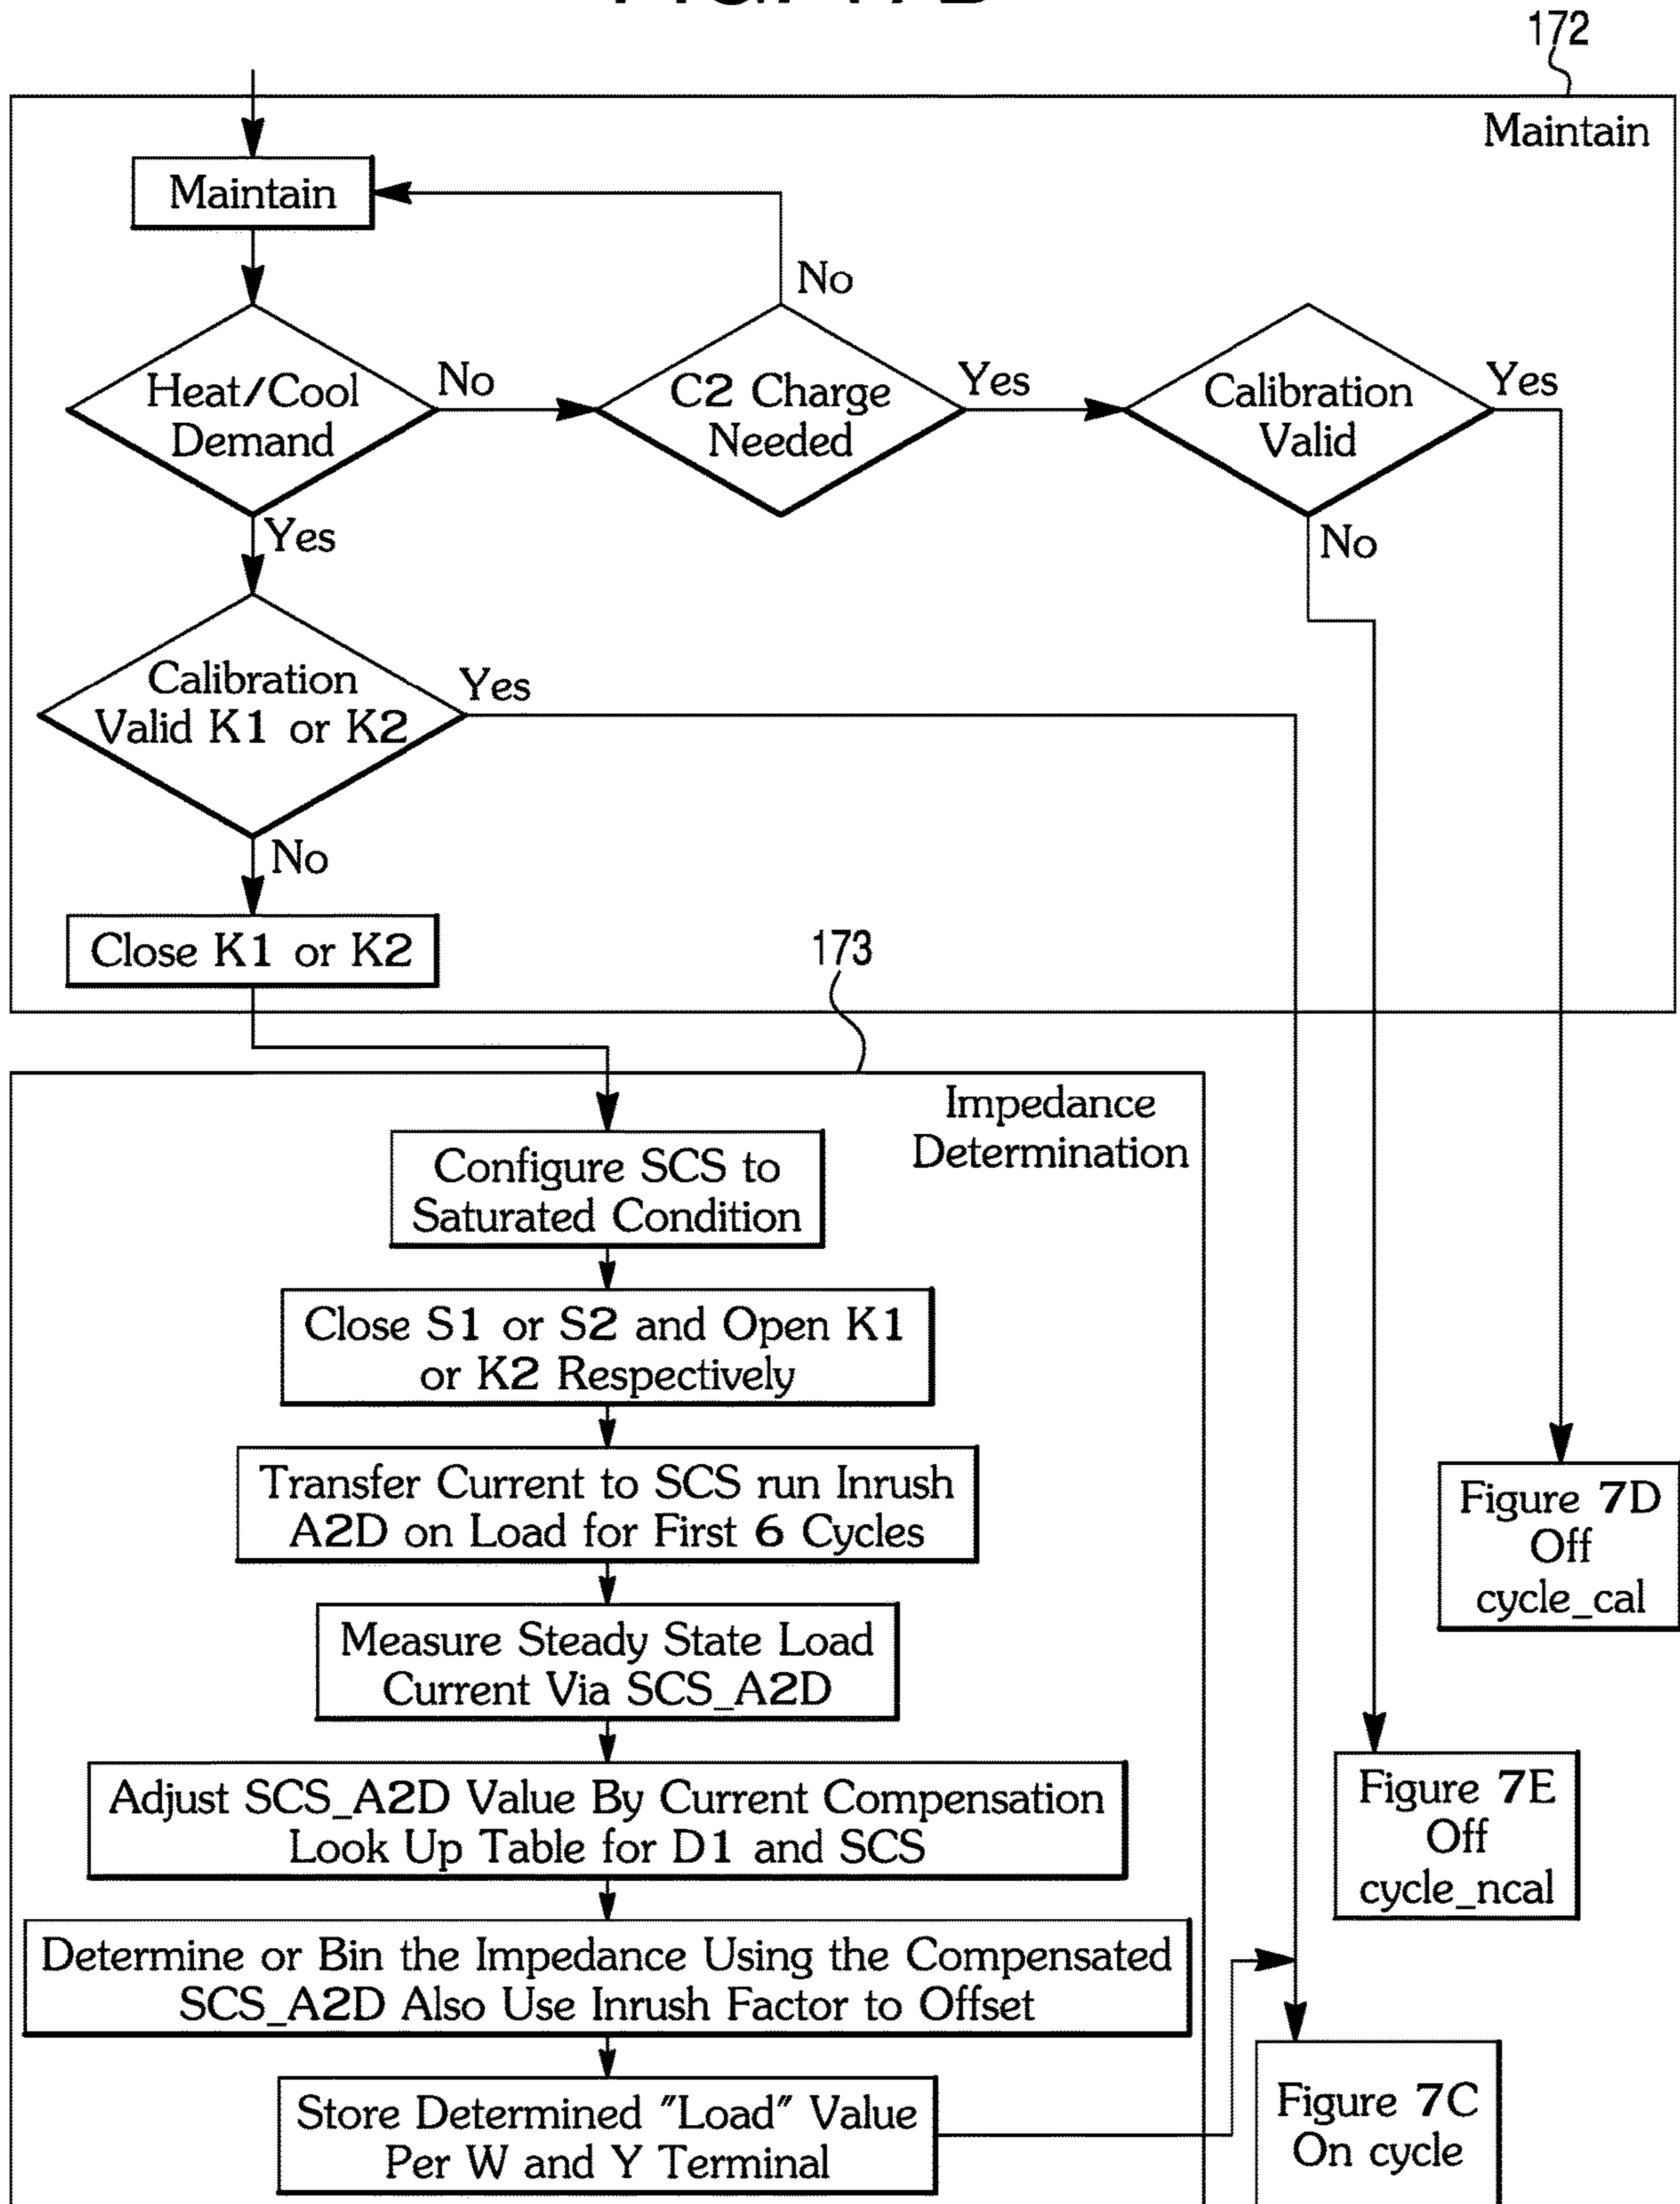 172
Maintain
Maintain
No
Heat/Cool
Demand
No
C2 Charge
Needed
Yes
Calibration
Valid
Yes
Yes
No
Calibration
Valid K1 or K2
Yes
No
Close K1 or K2
173
Impedance
Determination
Configure SCS to
Saturated Condition
Close S1 or S2 and Open K1
or K2 Respectively
Transfer Current to SCS run Inrush
A2D on Load for First 6 Cycles
Measure Steady State Load
Current Via SCS_A2D
Adjust SCS_A2D Value By Current Compensation
Look Up Table for D1 and SCS
Determine or Bin the Impedance Using the Compensated
SCS_A2D Also Use Inrush Factor to Offset
Store Determined "Load" Value
Per W and Y Terminal
Figure 7D
Off
cycle_cal
Figure 7E
Off
cycle_ncal
Figure 7C
On cycle